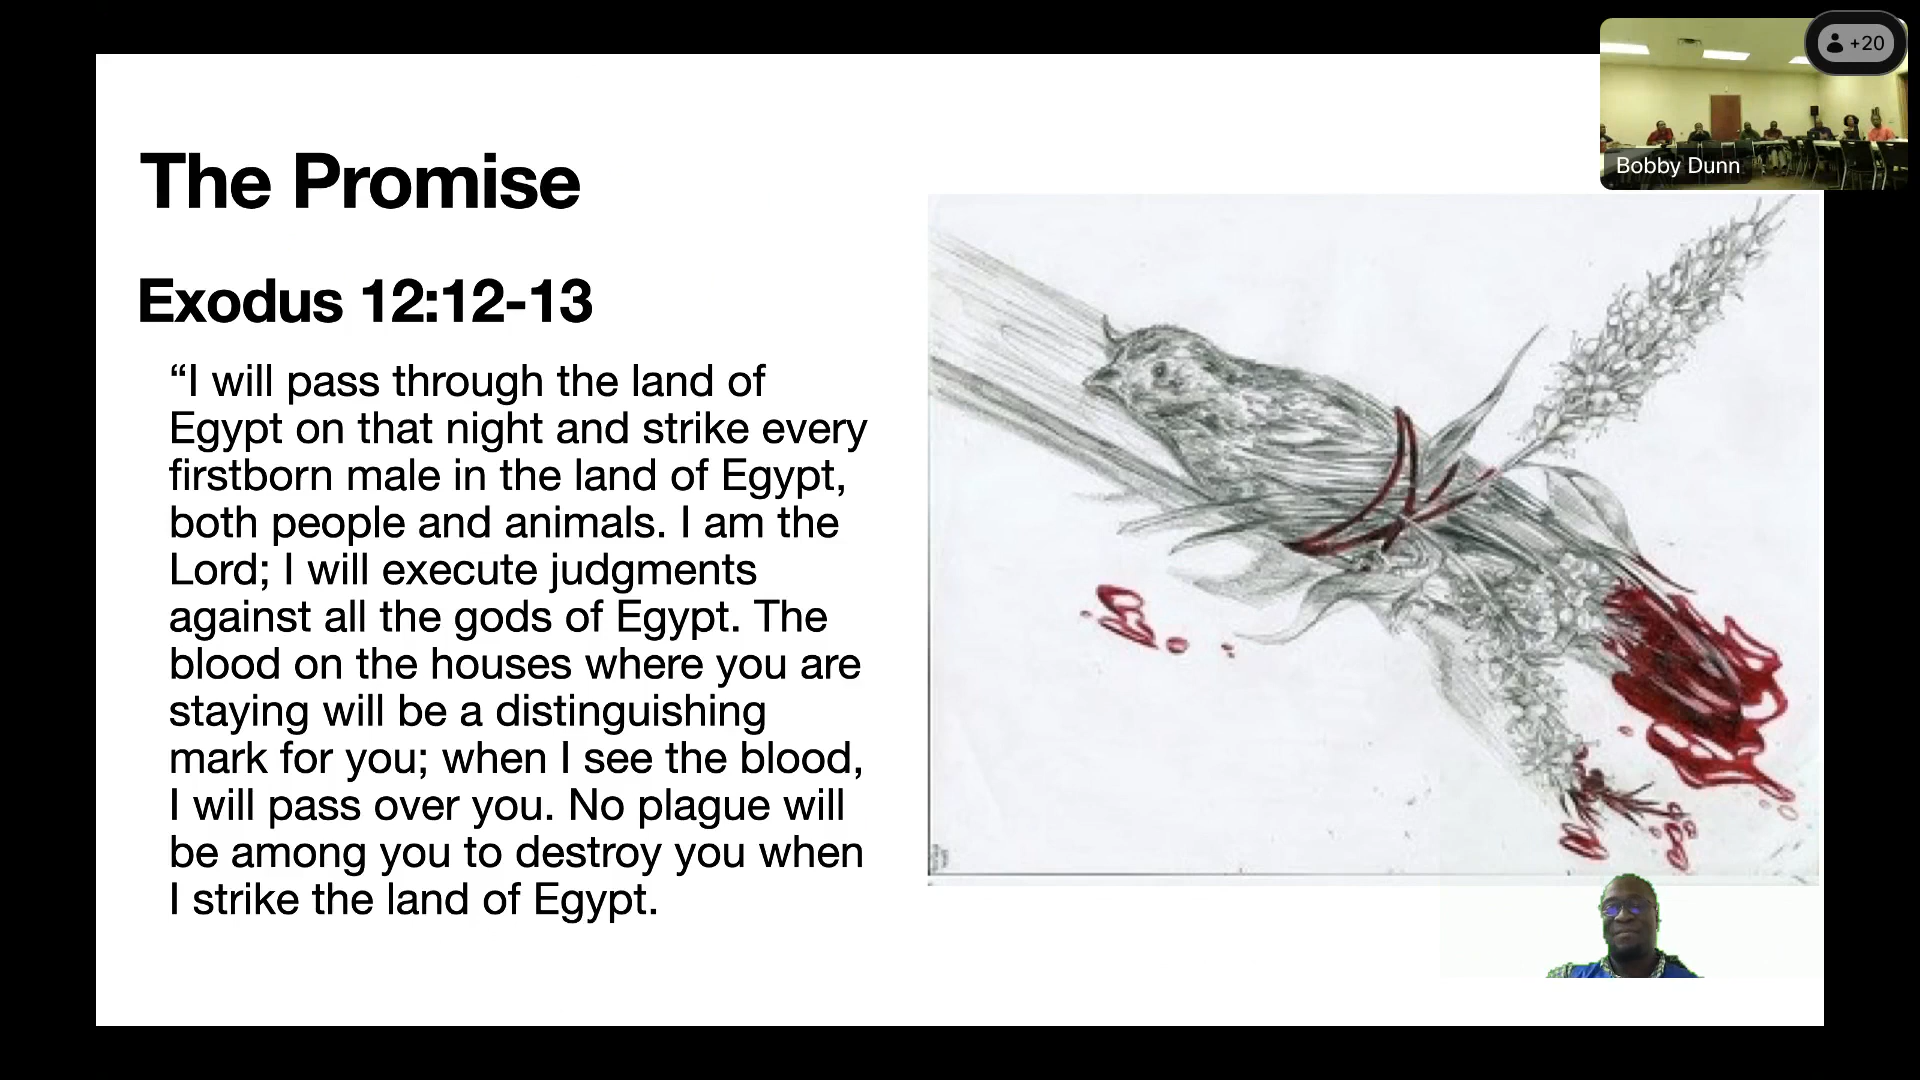 +20
Bobby Dunn
The Promise
Exodus 12:12-13
“I will pass through the land of
Egypt on that night and strike every
firstborn male in the land of Egypt,
both people and animals. I am the
Lord; I will execute judgments
against all the gods of Egypt. The
blood on the houses where you are
staying will be a distinguishing
mark for you; when I see the blood,
I will pass over you. No plague will
be among you to destroy you when
I strike the land of Egypt.